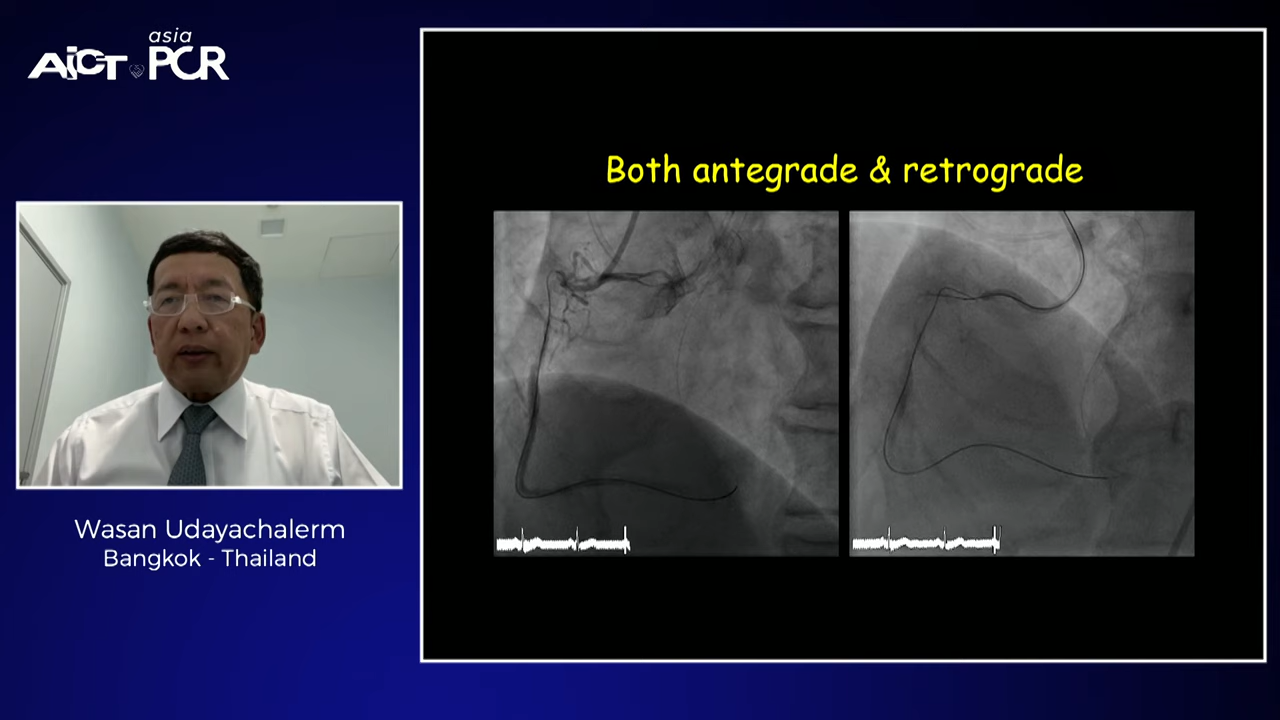 asia
AICT PCR
Both antegrade & retrograde
Wasan Udayachalerm
Bangkok - Thailand